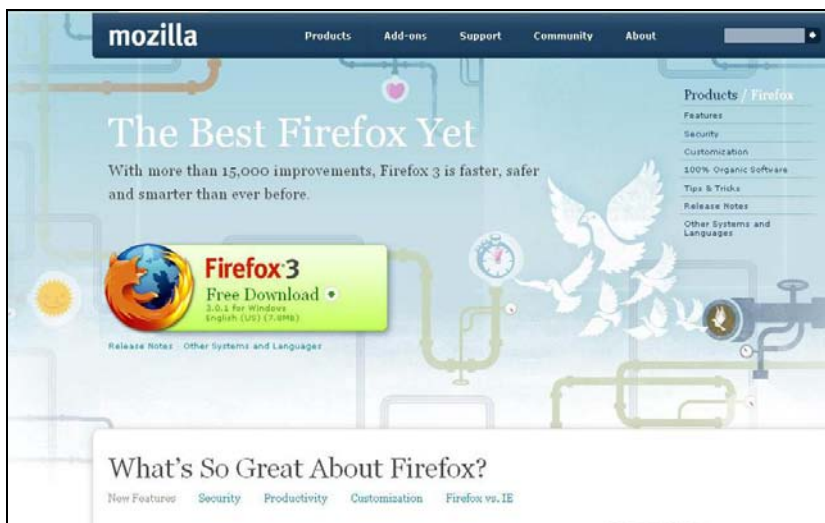 mozilla
Products Add-ons Support Community About
The Best Firefox Yet
With more than 15,000 improvements, Firefox 3 is faster, safer
and smarter than ever before.
Firefox 3
Free Download
3.0.1 for Windows
English (US) (7.0MB)
Release Notes - Other Systems and Languages
Products / Firefox
Features
Security
Customization
100% Organic Software
Tips & Tricks
Release Notes
Other Systems and
Languages
What's So Great About Firefox?
New Features Security Productivity Customization Firefox vs. IE